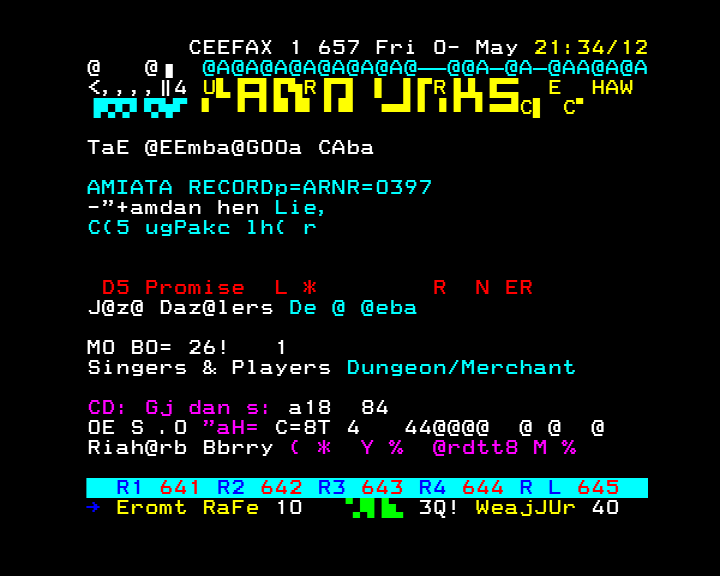 CEEFAX 1 657 Fri 0- May 21:34/12
@ @ @A@A@A@A@A@A@A@——@@A—@A—@AA@A@A
<,,,,‖4 U R R E HAW
C C
TaE @EEmba@GOOa CAba
AMIATA RECORDp=ARNR=0397
-”+amdan hen Lie,
C(5 ugPakc lh( r
D5 Promise L * R N ER
J@z@ Daz@lers De @ @eba
MO BO= 26! 1
Singers & Players Dungeon/Merchant
CD: Gj dan s: a18 84
OE S .O ”aH= C=8T 4 44@@@@ @ @ @
Riah@rb Bbrry ( * Y % @rdtt8 M %
R1 641 R2 642 R3 643 R4 644 R L 645
→ Eromt RaFe 10 3Q! WeajJUr 40